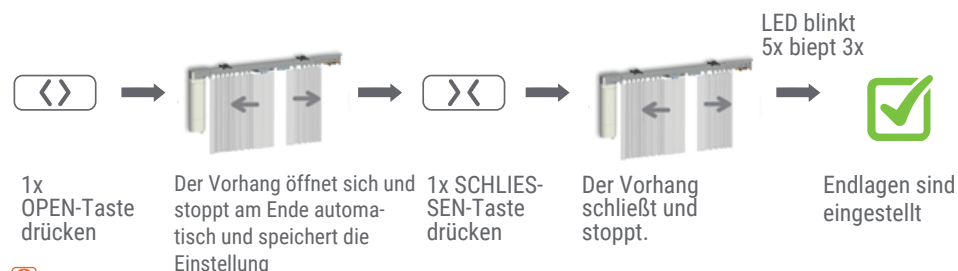 LED blinkt
5x biept 3x
1x
OPEN-Taste
drücken
Der Vorhang öffnet sich und
stoppt am Ende automa-
tisch und speichert die
Einstellung
1x SCHLIES-
SEN-Taste
drücken
Der Vorhang
schließt und
stoppt.
Endlagen sind
eingestellt